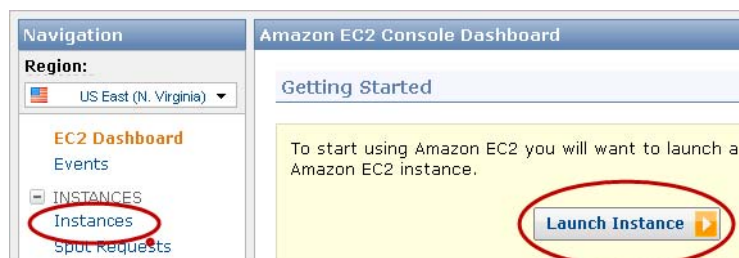 Navigation
Region:
US East (N. Virginia)
EC2 Dashboard
Events
INSTANCES
Instances
Spot Requests
Amazon EC2 Console Dashboard
Getting Started
To start using Amazon EC2 you will want to launch a
Amazon EC2 instance.
Launch Instance